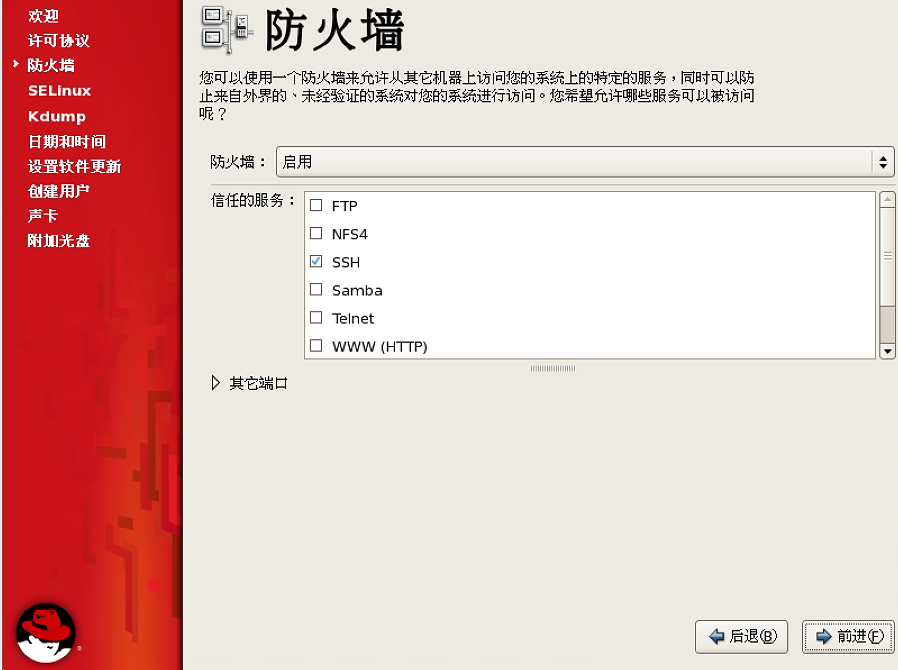 欢迎
许可协议
防火墙
SELinux
Kdump
日期和时间
设置软件更新
创建用户
声卡
附加光盘
防火墙
您可以使用一个防火墙来允许从其它机器上访问您的系统上的特定的服务，同时可以防
止来自外界的、未经验证的系统对您的系统进行访问。您希望允许哪些服务可以被访问
呢？
防火墙：
启用
信任的服务：
FTP
NFS4
SSH
Samba
Telnet
WWW (HTTP)
其它端口
后退(B)
前进(F)